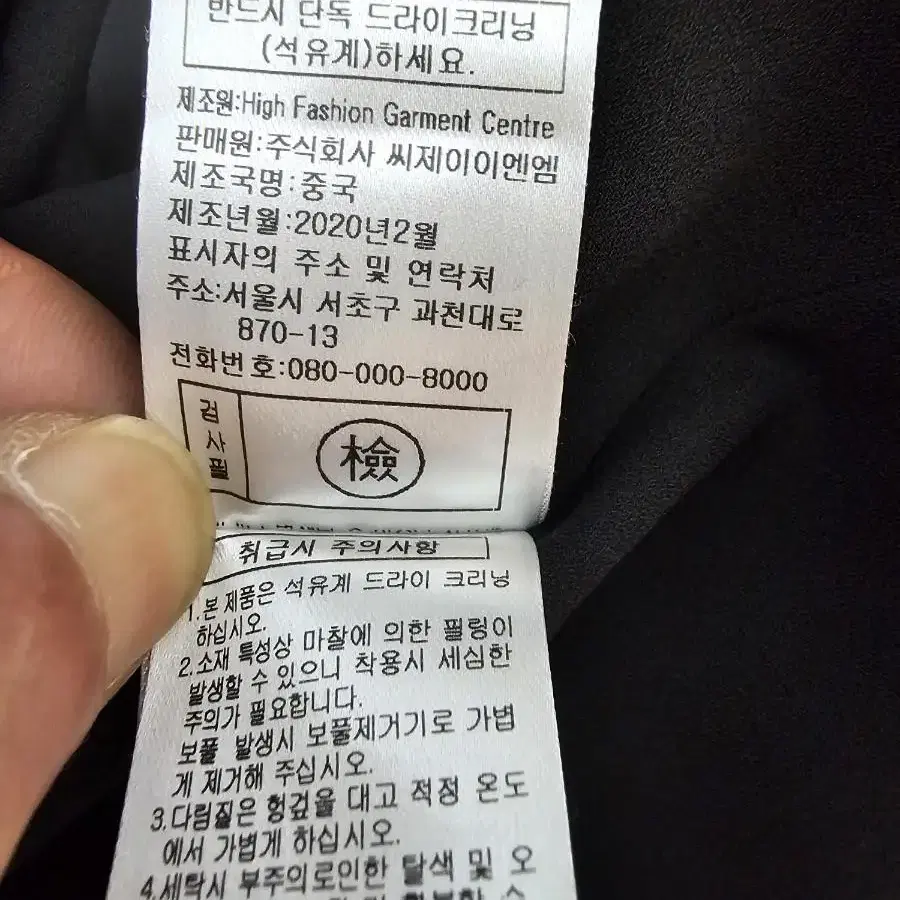 반드시 단독 드라이크리닝
(석유계)하세요.
제조원:High Fashion Garment Centre
판매원:주식회사 씨제이이엔엠
제조국명:중국
제조년월:2020년2월
표시자의 주소 및 연락처
주소:서울시 서초구 과천대로
870-13
전화번호:080-000-8000
검사필
檢
취급시 주의사항
1.본 제품은 석유계 드라이 크리닝
하십시오.
2.소재 특성상 마찰에 의한 필링이
발생할 수 있으니 착용시 세심한
주의가 필요합니다.
보풀 발생시 보풀제거기로 가볍
게 제거해 주십시오.
3.다림질은 헝겊을 대고 적정 온도
에서 가볍게 하십시오.
4.세탁시 부주의로인한 탈색 및 오